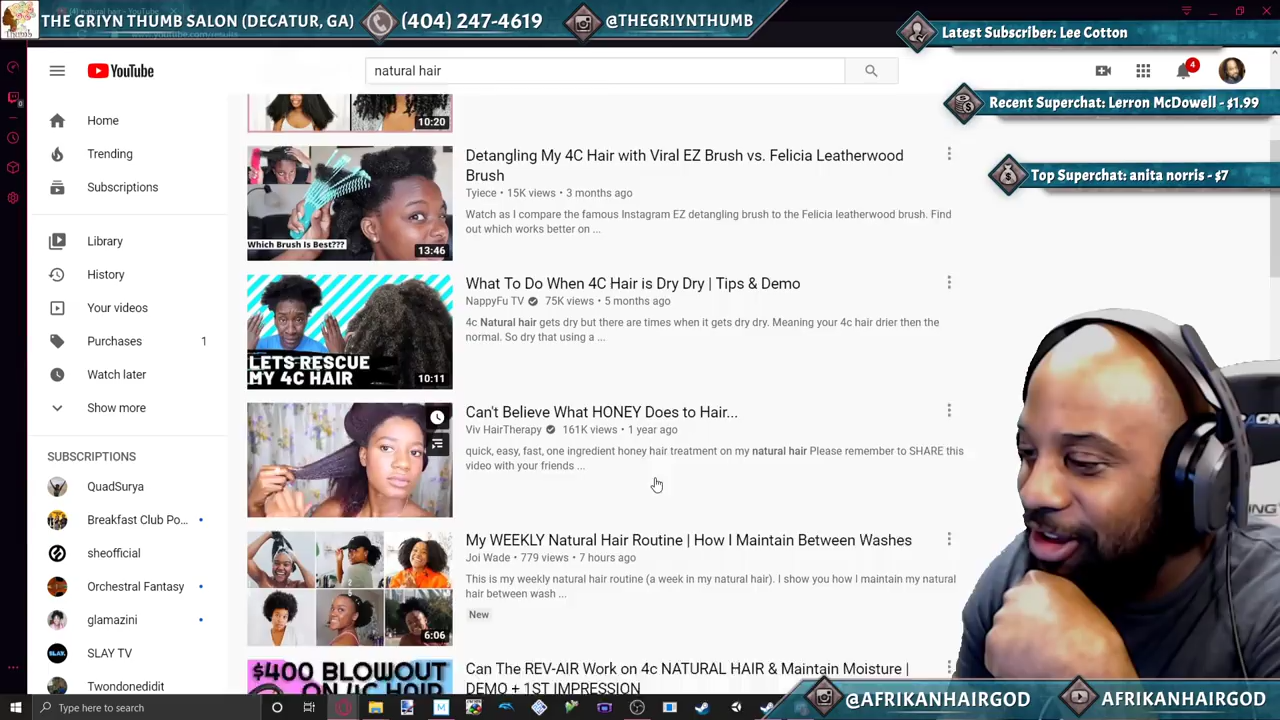 THE GRIYN THUMB SALON (DECATUR, GA)
(404) 247-4619
@THEGRIYNTHUMB
Latest Subscriber: Lee Cotton
YouTube
natural hair
4
Recent Superchat: Lerron McDowell - $1.99
Top Superchat: anita norris - $7
Home
Trending
Subscriptions
Library
History
Your videos
Purchases 1
Watch later
Show more
SUBSCRIPTIONS
QuadSurya
Breakfast Club Po...
sheofficial
Orchestral Fantasy
glamazini
SLAY TV
Twondonedidit
10:20
Detangling My 4C Hair with Viral EZ Brush vs. Felicia Leatherwood
Brush
Tyiece • 15K views • 3 months ago
Watch as I compare the famous Instagram EZ detangling brush to the Felicia leatherwood brush. Find
out which works better on ...
Which Brush Is Best???
13:46
What To Do When 4C Hair is Dry Dry | Tips & Demo
NappyFu TV 75K views • 5 months ago
4c Natural hair gets dry but there are times when it gets dry dry. Meaning your 4c hair drier then the
normal. So dry that using a ...
LETS RESCUE
MY 4C HAIR
10:11
Can't Believe What HONEY Does to Hair...
Viv HairTherapy 161K views • 1 year ago
quick, easy, fast, one ingredient honey hair treatment on my natural hair Please remember to SHARE this
video with your friends ...
My WEEKLY Natural Hair Routine | How I Maintain Between Washes
Joi Wade • 779 views • 7 hours ago
This is my weekly natural hair routine (a week in my natural hair). I show you how I maintain my natural
hair between wash ...
New
6:06
Can The REV-AIR Work on 4c NATURAL HAIR & Maintain Moisture |
DEMO + 1ST IMPRESSION
$400 BLOWOUT
ON 4C HAIR
@AFRIKANHAIRGOD
AFRIKANHAIRGOD
Type here to search